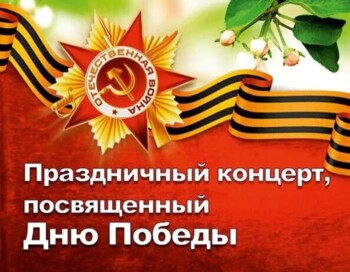 ОТЕЧЕСТВЕННАЯ ВОЙНА
Праздничный концерт,
посвященный
Дню Победы